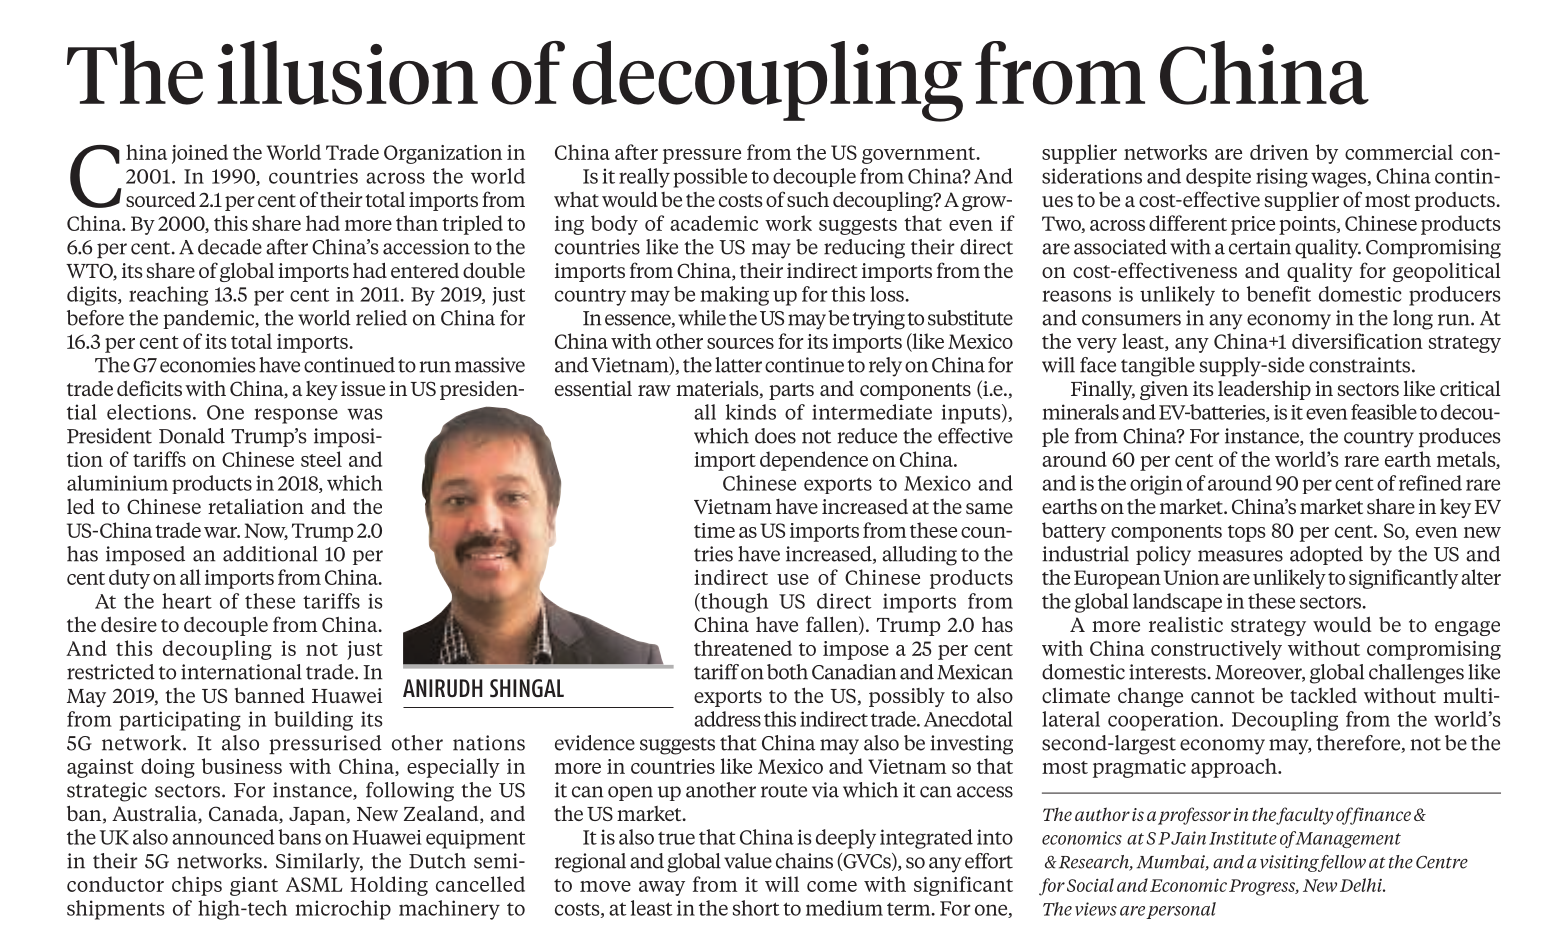 The illusion of decoupling from China
China joined the World Trade Organization in
2001. In 1990, countries across the world
sourced 2.1 per cent of their total imports from
China. By 2000, this share had more than tripled to
6.6 per cent. A decade after China's accession to the
WTO, its share of global imports had entered double
digits, reaching 13.5 per cent in 2011. By 2019, just
before the pandemic, the world relied on China for
16.3 per cent of its total imports.
The G7 economies have continued to run massive
trade deficits with China, a key issue in US presiden-
tial elections. One response was
President Donald Trump's imposi-
tion of tariffs on Chinese steel and
aluminium products in 2018, which
led to Chinese retaliation and the
US-China trade war. Now, Trump 2.0
has imposed an additional 10 per
cent duty on all imports from China.
At the heart of these tariffs is
the desire to decouple from China.
And this decoupling is not just
restricted to international trade. In
May 2019, the US banned Huawei
from participating in building its
5G network. It also pressurised other nations
against doing business with China, especially in
strategic sectors. For instance, following the US
ban, Australia, Canada, Japan, New Zealand, and
the UK also announced bans on Huawei equipment
in their 5G networks. Similarly, the Dutch semi-
conductor chips giant ASML Holding cancelled
shipments of high-tech microchip machinery to
China after pressure from the US government.
Is it really possible to decouple from China? And
what would be the costs of such decoupling? A grow-
ing body of academic work suggests that even if
countries like the US may be reducing their direct
imports from China, their indirect imports from the
country may be making up for this loss.
In essence, while the US may be trying to substitute
China with other sources for its imports (like Mexico
and Vietnam), the latter continue to rely on China for
essential raw materials, parts and components (i.e.,
all kinds of intermediate inputs),
which does not reduce the effective
import dependence on China.
Chinese exports to Mexico and
Vietnam have increased at the same
time as US imports from these coun-
tries have increased, alluding to the
indirect use of Chinese products
(though US direct imports from
China have fallen). Trump 2.0 has
threatened to impose a 25 per cent
tariff on both Canadian and Mexican
exports to the US, possibly to also
address this indirect trade. Anecdotal
evidence suggests that China may also be investing
more in countries like Mexico and Vietnam so that
it can open up another route via which it can access
the US market.
It is also true that China is deeply integrated into
regional and global value chains (GVCs), so any effort
to move away from it will come with significant
costs, at least in the short to medium term. For one,
ANIRUDH SHINGAL
supplier networks are driven by commercial con-
siderations and despite rising wages, China contin-
ues to be a cost-effective supplier of most products.
Two, across different price points, Chinese products
are associated with a certain quality. Compromising
on cost-effectiveness and quality for geopolitical
reasons is unlikely to benefit domestic producers
and consumers in any economy in the long run. At
the very least, any China+1 diversification strategy
will face tangible supply-side constraints.
Finally, given its leadership in sectors like critical
minerals and EV-batteries, is it even feasible to decou-
ple from China? For instance, the country produces
around 60 per cent of the world's rare earth metals,
and is the origin of around 90 per cent of refined rare
earths on the market. China's market share in key EV
battery components tops 80 per cent. So, even new
industrial policy measures adopted by the US and
the European Union are unlikely to significantly alter
the global landscape in these sectors.
A more realistic strategy would be to engage
with China constructively without compromising
domestic interests. Moreover, global challenges like
climate change cannot be tackled without multi-
lateral cooperation. Decoupling from the world's
second-largest economy may, therefore, not be the
most pragmatic approach.
The author is a professor in the faculty of finance &
economics at S P Jain Institute of Management
& Research, Mumbai, and a visiting fellow at the Centre
for Social and Economic Progress, New Delhi.
The views are personal